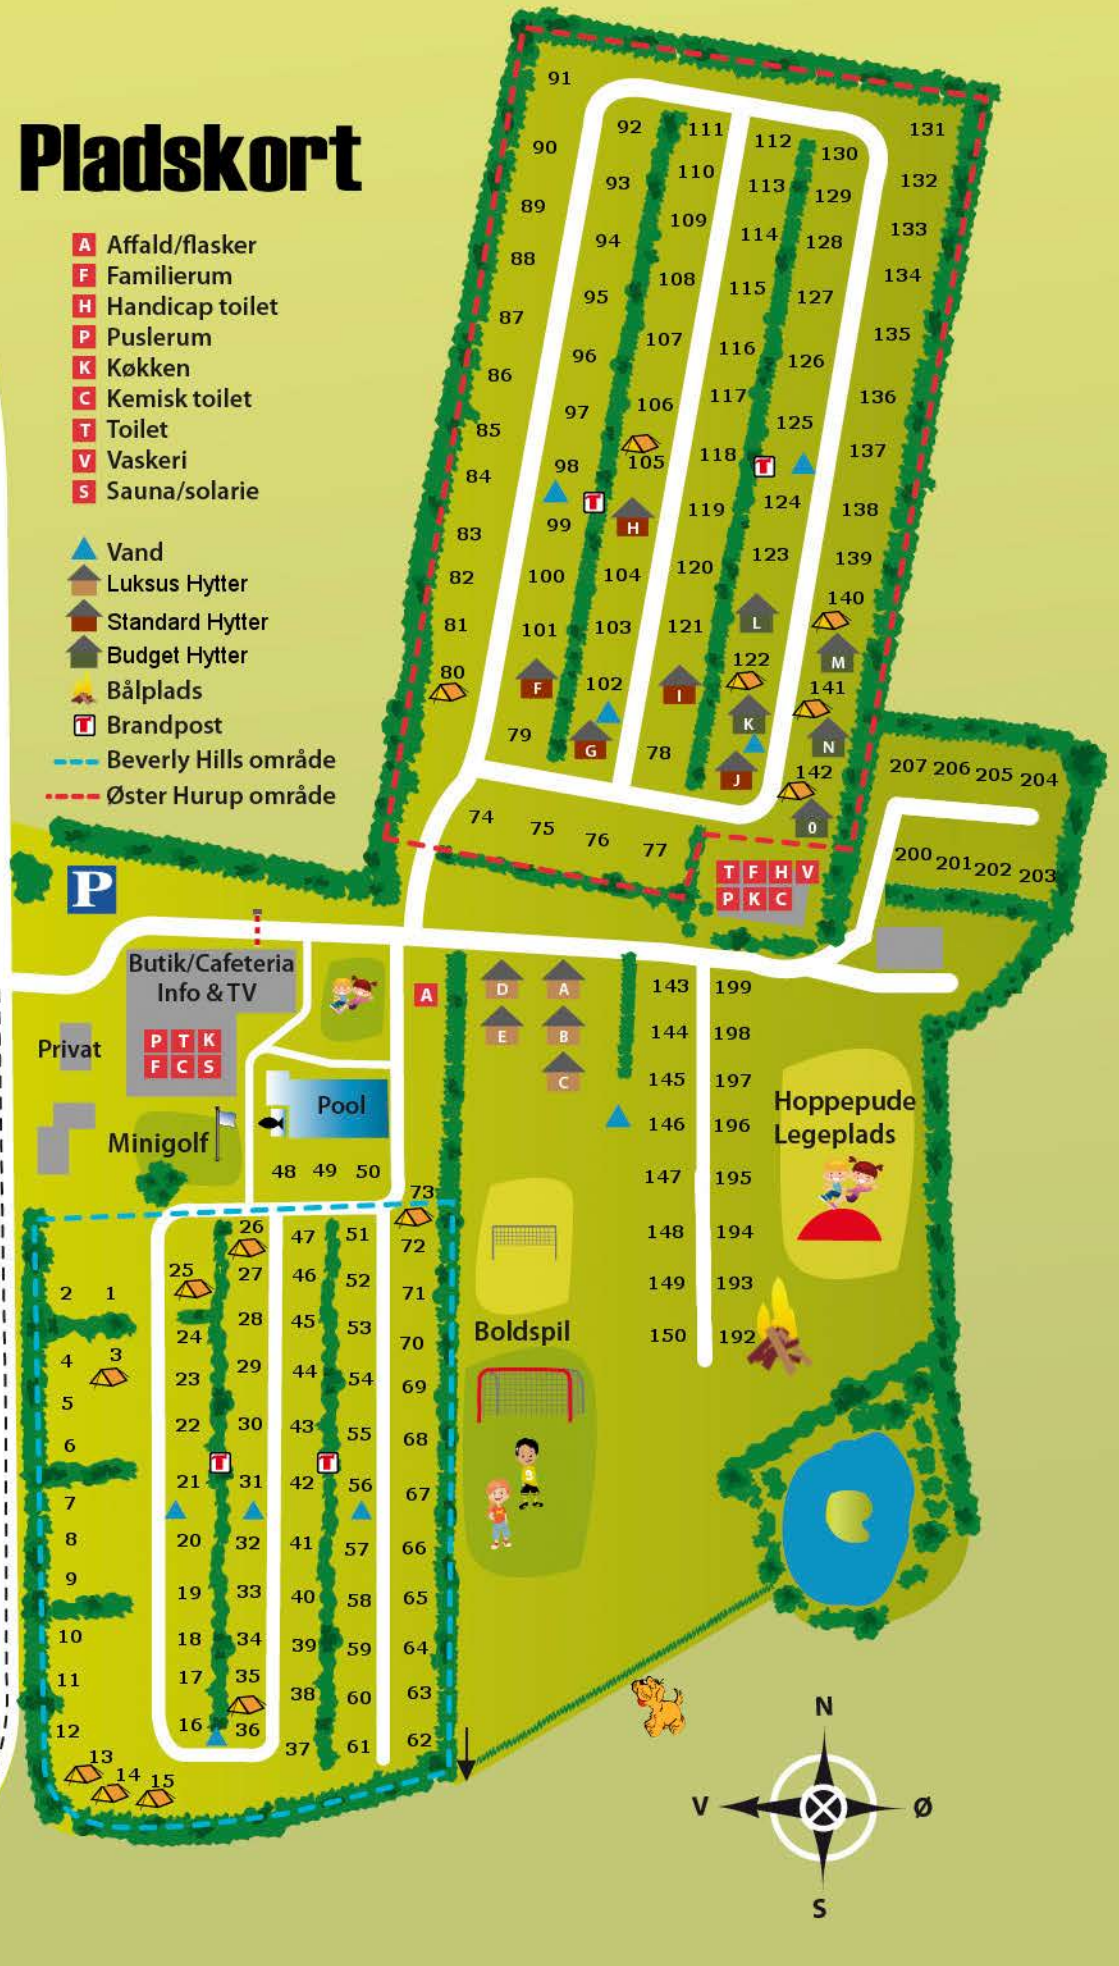 Pladskort
A Affald/flasker
F Familierum
H Handicap toilet
P Puslerum
K Køkken
C Kemisk toilet
T Toilet
V Vaskeri
S Sauna/solarie
Vand
Luksus Hytter
Standard Hytter
Budget Hytter
Bålplads
T Brandpost
Beverly Hills område
Øster Hurup område
91
92 111 112 130 131
90 93 110 113 129 132
89 94 109 114 128 133
88 95 108 115 127 134
87 96 107 116 126 135
86 97 106 117 125 136
85 98 105 118 T 137
84 99 T H 119 124 138
83 100 104 120 123 139
82 101 103 121 L 140
81 F 102 I 122 M
80 G K 141
79 78 J N
142
0
74 75 76 77
207 206 205 204
200 201 202 203
T F H V
P K C
P
Butik/Cafeteria
Info & TV
P T K
F C S
Privat
A
D A
E B
C
Pool
Minigolf
48 49 50
73
143 199
144 198
145 197
146 196
147 195
148 194
149 193
150 192
Hoppepude
Legeplads
Boldspil
26 47 51 72
2 1 25 27 46 52 71
24 28 45 53 70
4 3 23 29 44 54 69
5
6 22 30 43 55 68
T T
7 21 31 42 56 67
8 20 32 41 57 66
9 19 33 40 58 65
10 18 34 39 59 64
11 17 35 38 60 63
12 16 36 37 61 62
13 14 15
N
V Ø
S